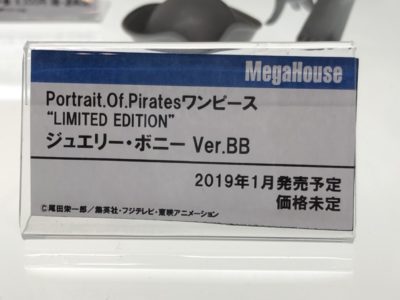 MegaHouse
Portrait.Of.Piratesワンピース
“LIMITED EDITION”
ジュエリー・ボニー Ver.BB
2019年1月発売予定
価格未定
©尾田栄一郎／集英社・フジテレビ・東映アニメーション